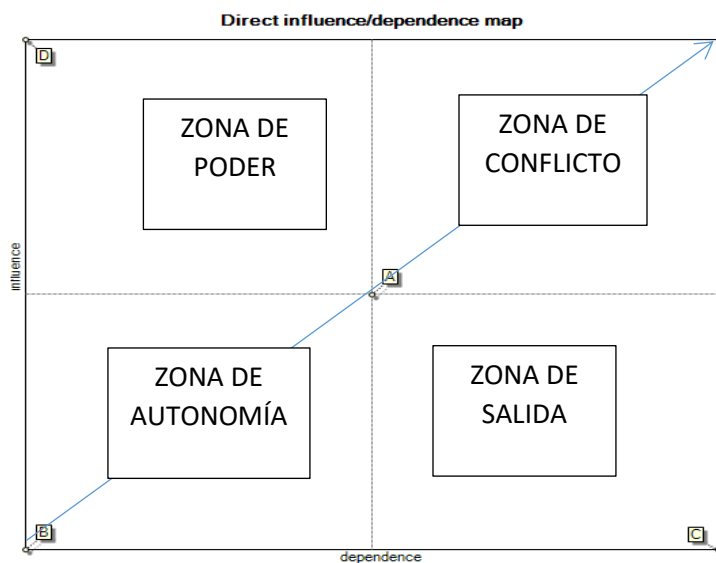 Direct influence/dependence map
D
ZONA DE
PODER
ZONA DE
CONFLICTO
influence
A
ZONA DE
AUTONOMÍA
ZONA DE
SALIDA
B
C
dependence